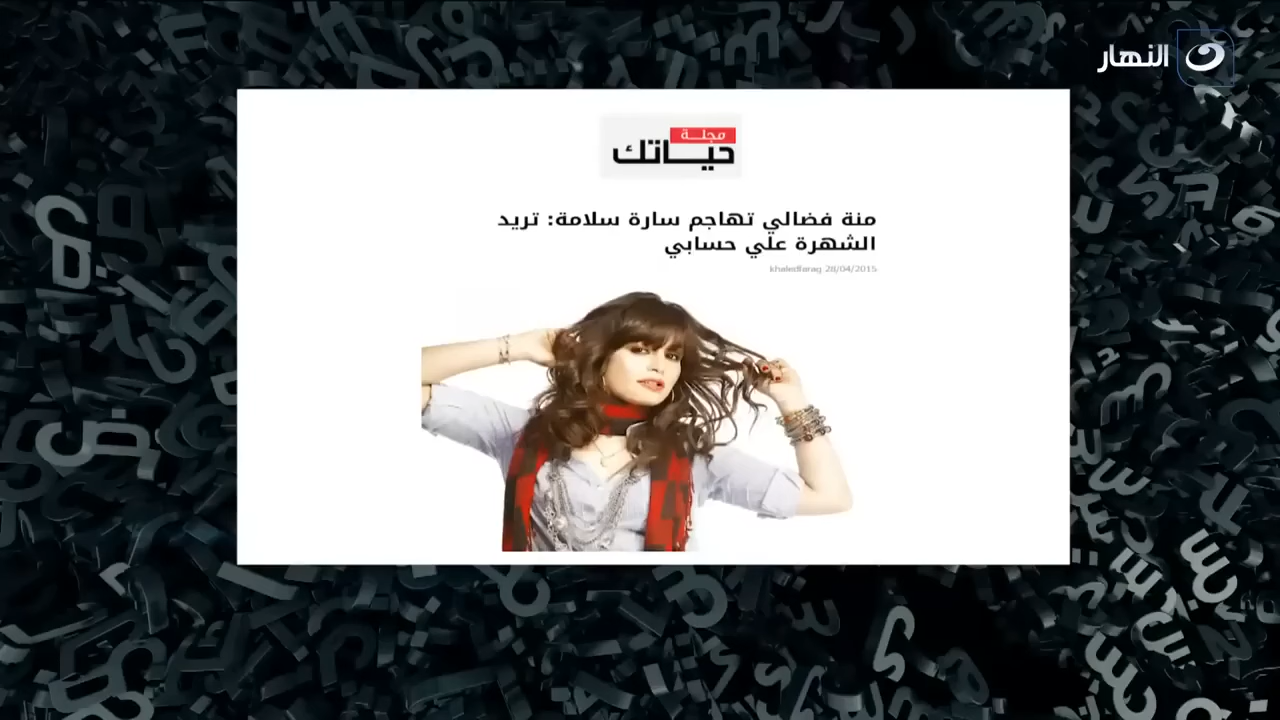 النهار
مجلة
حياتك
منة فضالي تهاجم سارة سلامة: تريد
الشهرة علي حسابي
khaledfarag 28/04/2015